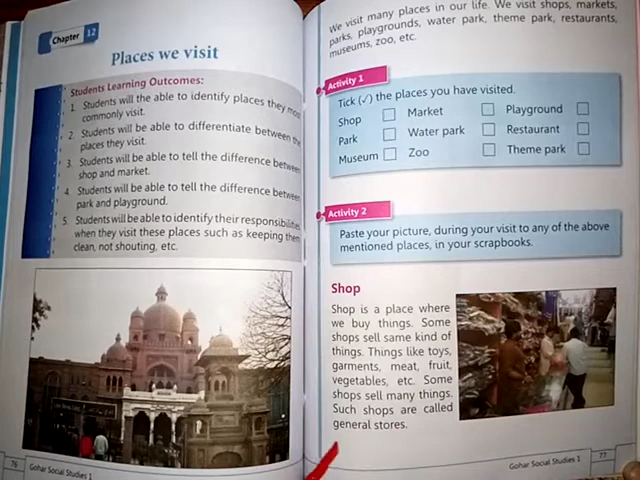 Chapter 12
Places we visit
Students Learning Outcomes:
1. Students will the able to identify places they most
commonly visit.
2. Students will be able to differentiate between the
places they visit.
3. Students will be able to tell the difference between
shop and market.
4. Students will be able to tell the difference between
park and playground.
5. Students will be able to identify their responsibilities
when they visit these places such as keeping them
clean, not shouting, etc.
76
Gohar Social Studies 1
We visit many places in our life. We visit shops, markets,
parks, playgrounds, water park, theme park, restaurants,
museums, zoo, etc.
Activity 1
Tick (✓) the places you have visited.
Shop Market Playground
Park Water park Restaurant
Museum Zoo Theme park
Activity 2
Paste your picture, during your visit to any of the above
mentioned places, in your scrapbooks.
Shop
Shop is a place where
we buy things. Some
shops sell same kind of
things. Things like toys,
garments, meat, fruit,
vegetables, etc. Some
shops sell many things.
Such shops are called
general stores.
Gohar Social Studies 1
77